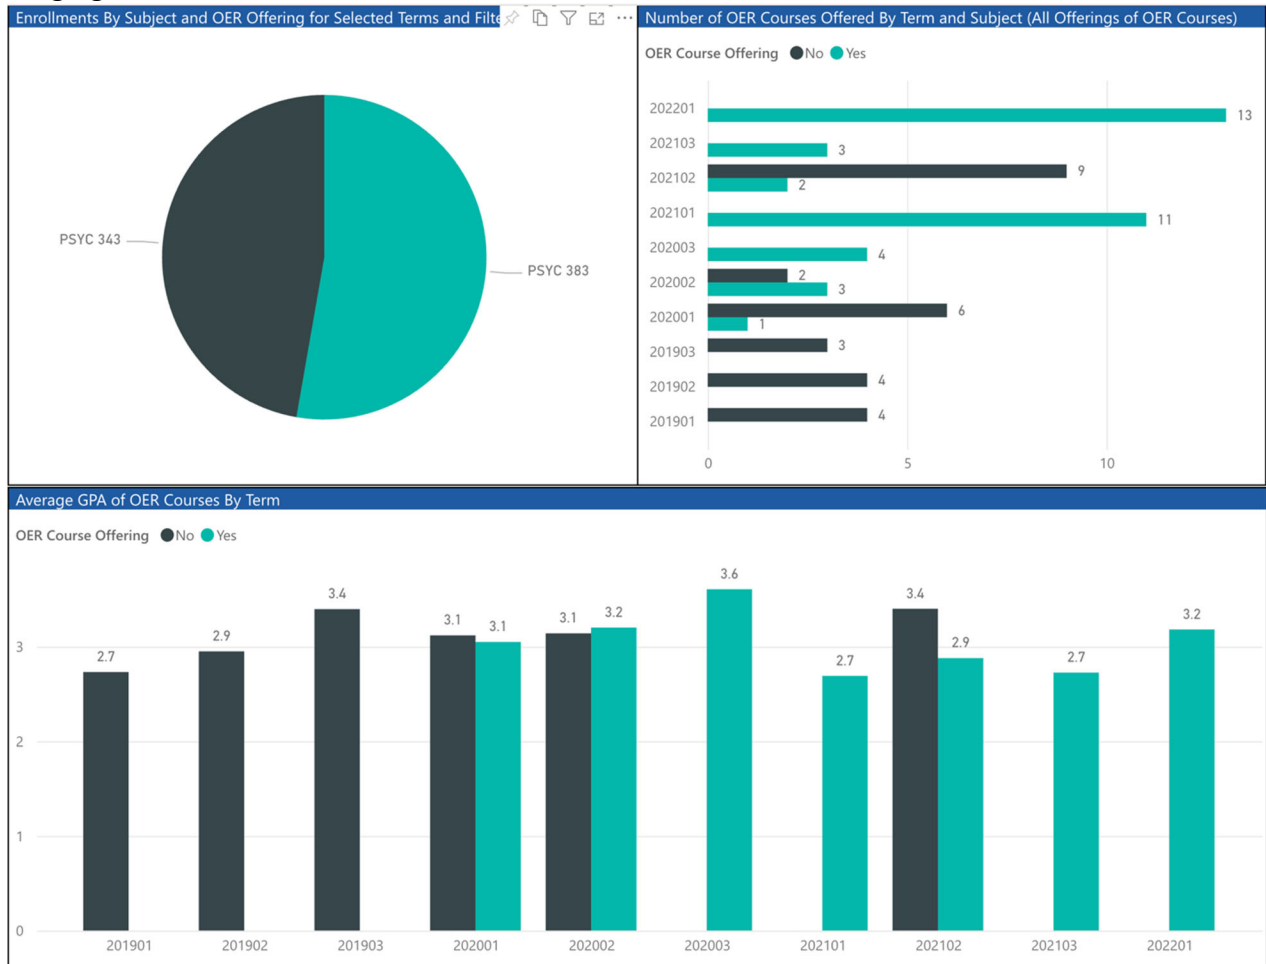 Enrollments By Subject and OER Offering for Selected Terms and Filte
PSYC 343
PSYC 383
Number of OER Courses Offered By Term and Subject (All Offerings of OER Courses)
OER Course Offering No Yes
202201 13
202103 3
202102 9
2
202101 11
202003 4
202002 2
3
202001 6
1
201903 3
201902 4
201901 4
0 5 10
Average GPA of OER Courses By Term
OER Course Offering No Yes
2.7 2.9 3.4 3.1 3.1 3.1 3.2 3.6 2.7 3.4 2.9 2.7 3.2
3
2
1
0
201901 201902 201903 202001 202002 202003 202101 202102 202103 202201